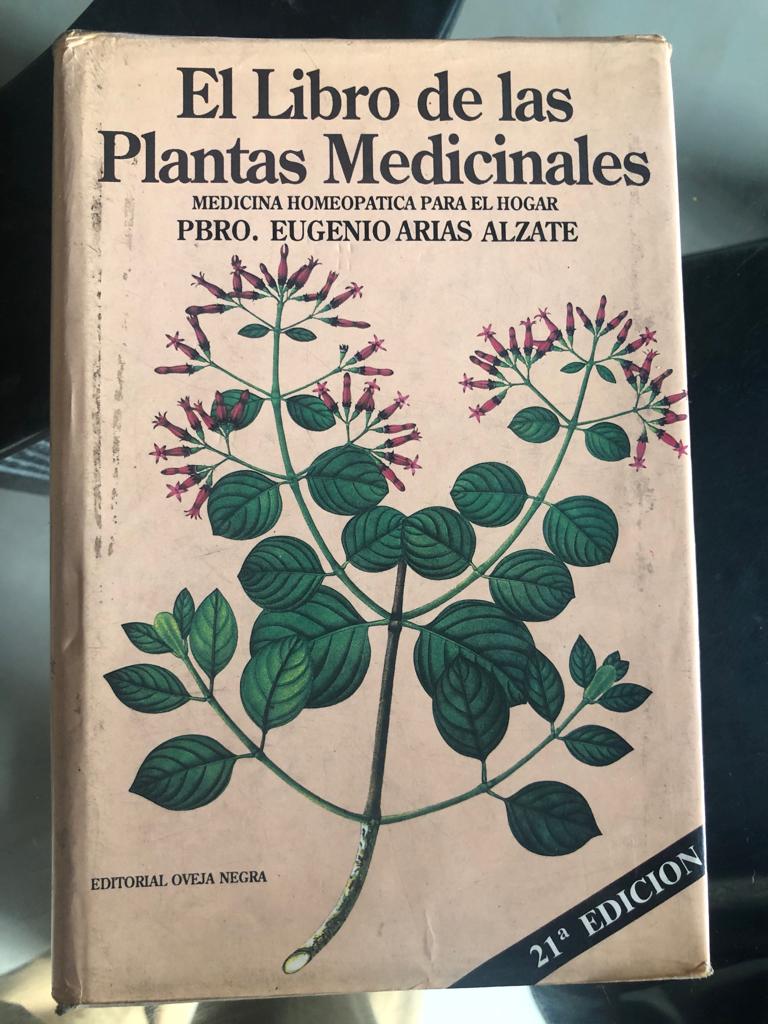 El Libro de las
Plantas Medicinales
MEDICINA HOMEOPATICA PARA EL HOGAR
PBRO. EUGENIO ARIAS ALZATE
EDITORIAL OVEJA NEGRA
21ª EDICION